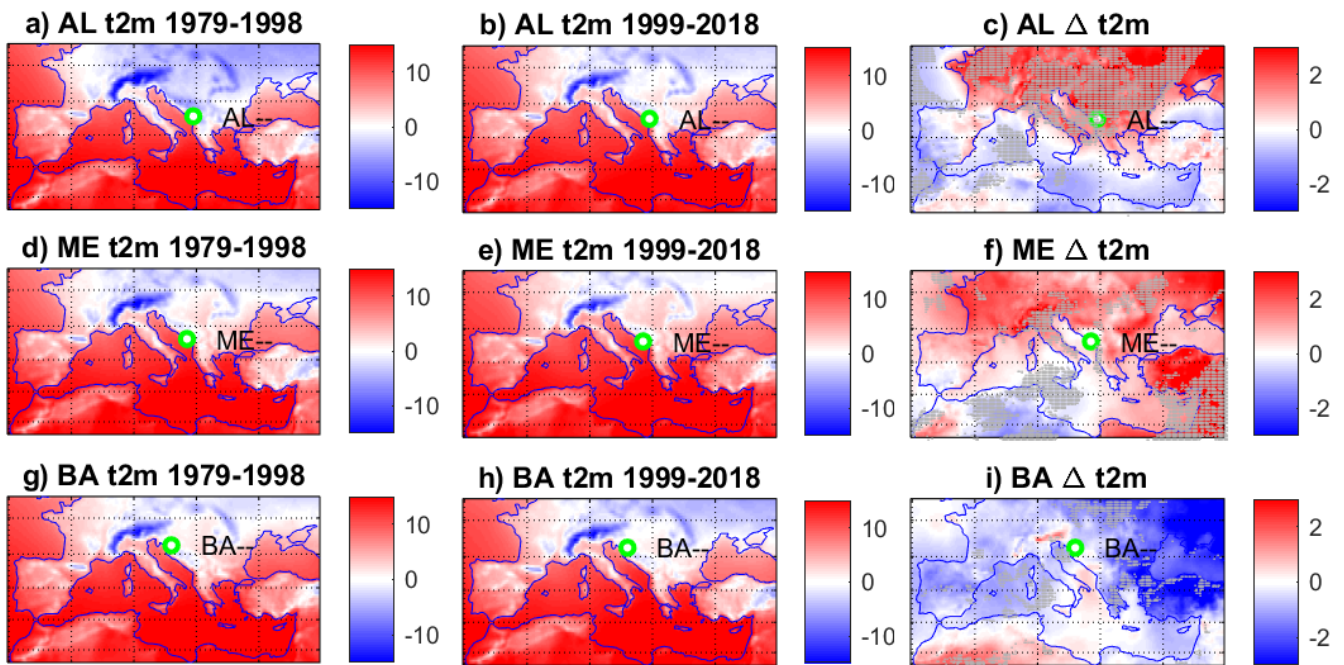 a) AL t2m 1979-1998
b) AL t2m 1999-2018
c) AL Δ t2m
AL--
10
0
-10
AL--
10
0
-10
AL--
2
0
-2
d) ME t2m 1979-1998
e) ME t2m 1999-2018
f) ME Δ t2m
ME--
10
0
-10
ME--
10
0
-10
ME--
2
0
-2
g) BA t2m 1979-1998
h) BA t2m 1999-2018
i) BA Δ t2m
BA--
10
0
-10
BA--
10
0
-10
BA--
2
0
-2